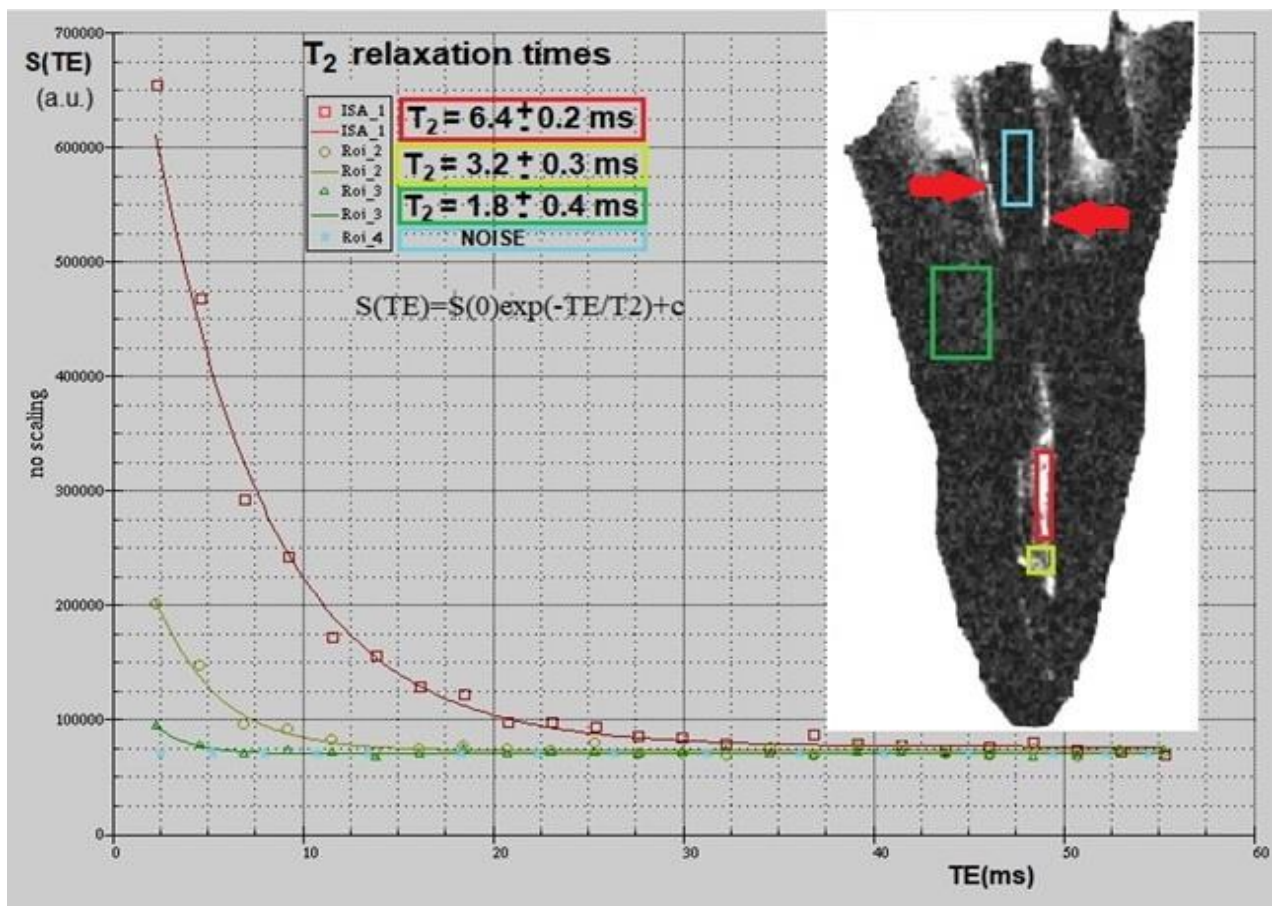 700000
600000
500000
400000
300000
200000
100000
0
S(TE)
(a.u.)
no scaling
T₂ relaxation times
ISA_1
ISA_1
Roi_2
Roi_2
Roi_3
Roi_3
Roi_4
T₂ = 6.4 ± 0.2 ms
T₂ = 3.2 ± 0.3 ms
T₂ = 1.8 ± 0.4 ms
NOISE
S(TE)=S(0)exp(-TE/T2)+c
0 10 20 30 40 50 60
TE(ms)